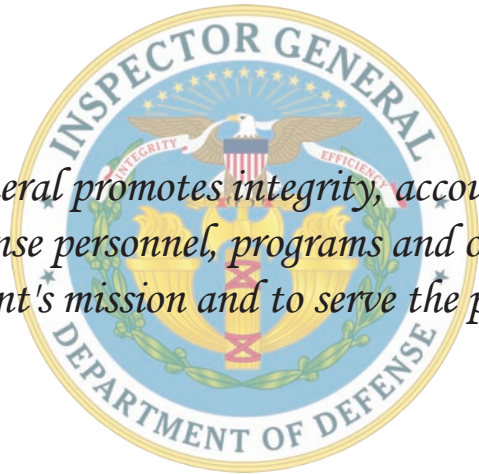 INSPECTOR GENERAL
INTEGRITY EFFICIENCY
neral promotes integrity, accou
nse personnel, programs and o
nt's mission and to serve the p
DEPARTMENT OF DEFENSE